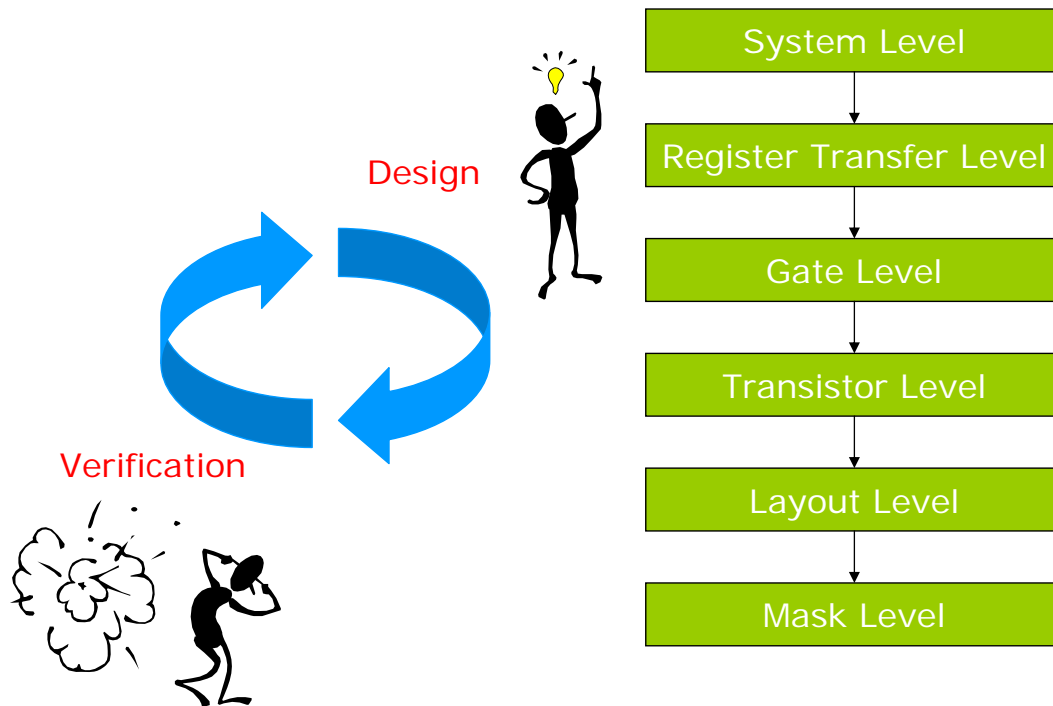 System Level
Register Transfer Level
Design
Gate Level
Transistor Level
Verification
Layout Level
Mask Level